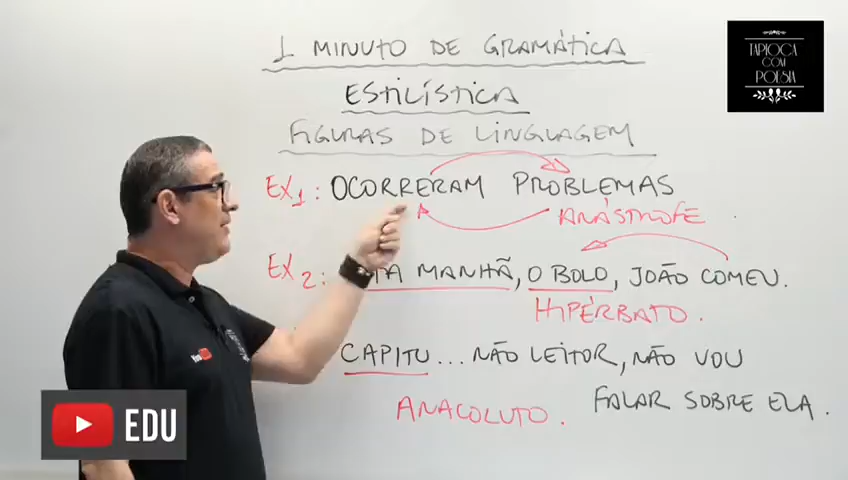 1 MINUTO DE GRAMÁTICA
ESTILÍSTICA
FIGURAS DE LINGUAGEM
EX1: OCORRERAM PROBLEMAS
ANÁSTROFE
EX2: MANHÃ, O BOLO, JOÃO COMEU.
HIPÉRBATO.
CAPITU... NÃO LEITOR, NÃO VOU
FALAR SOBRE ELA.
ANACOLUTO.
TAPIOCA
COM
POESIA
EDU